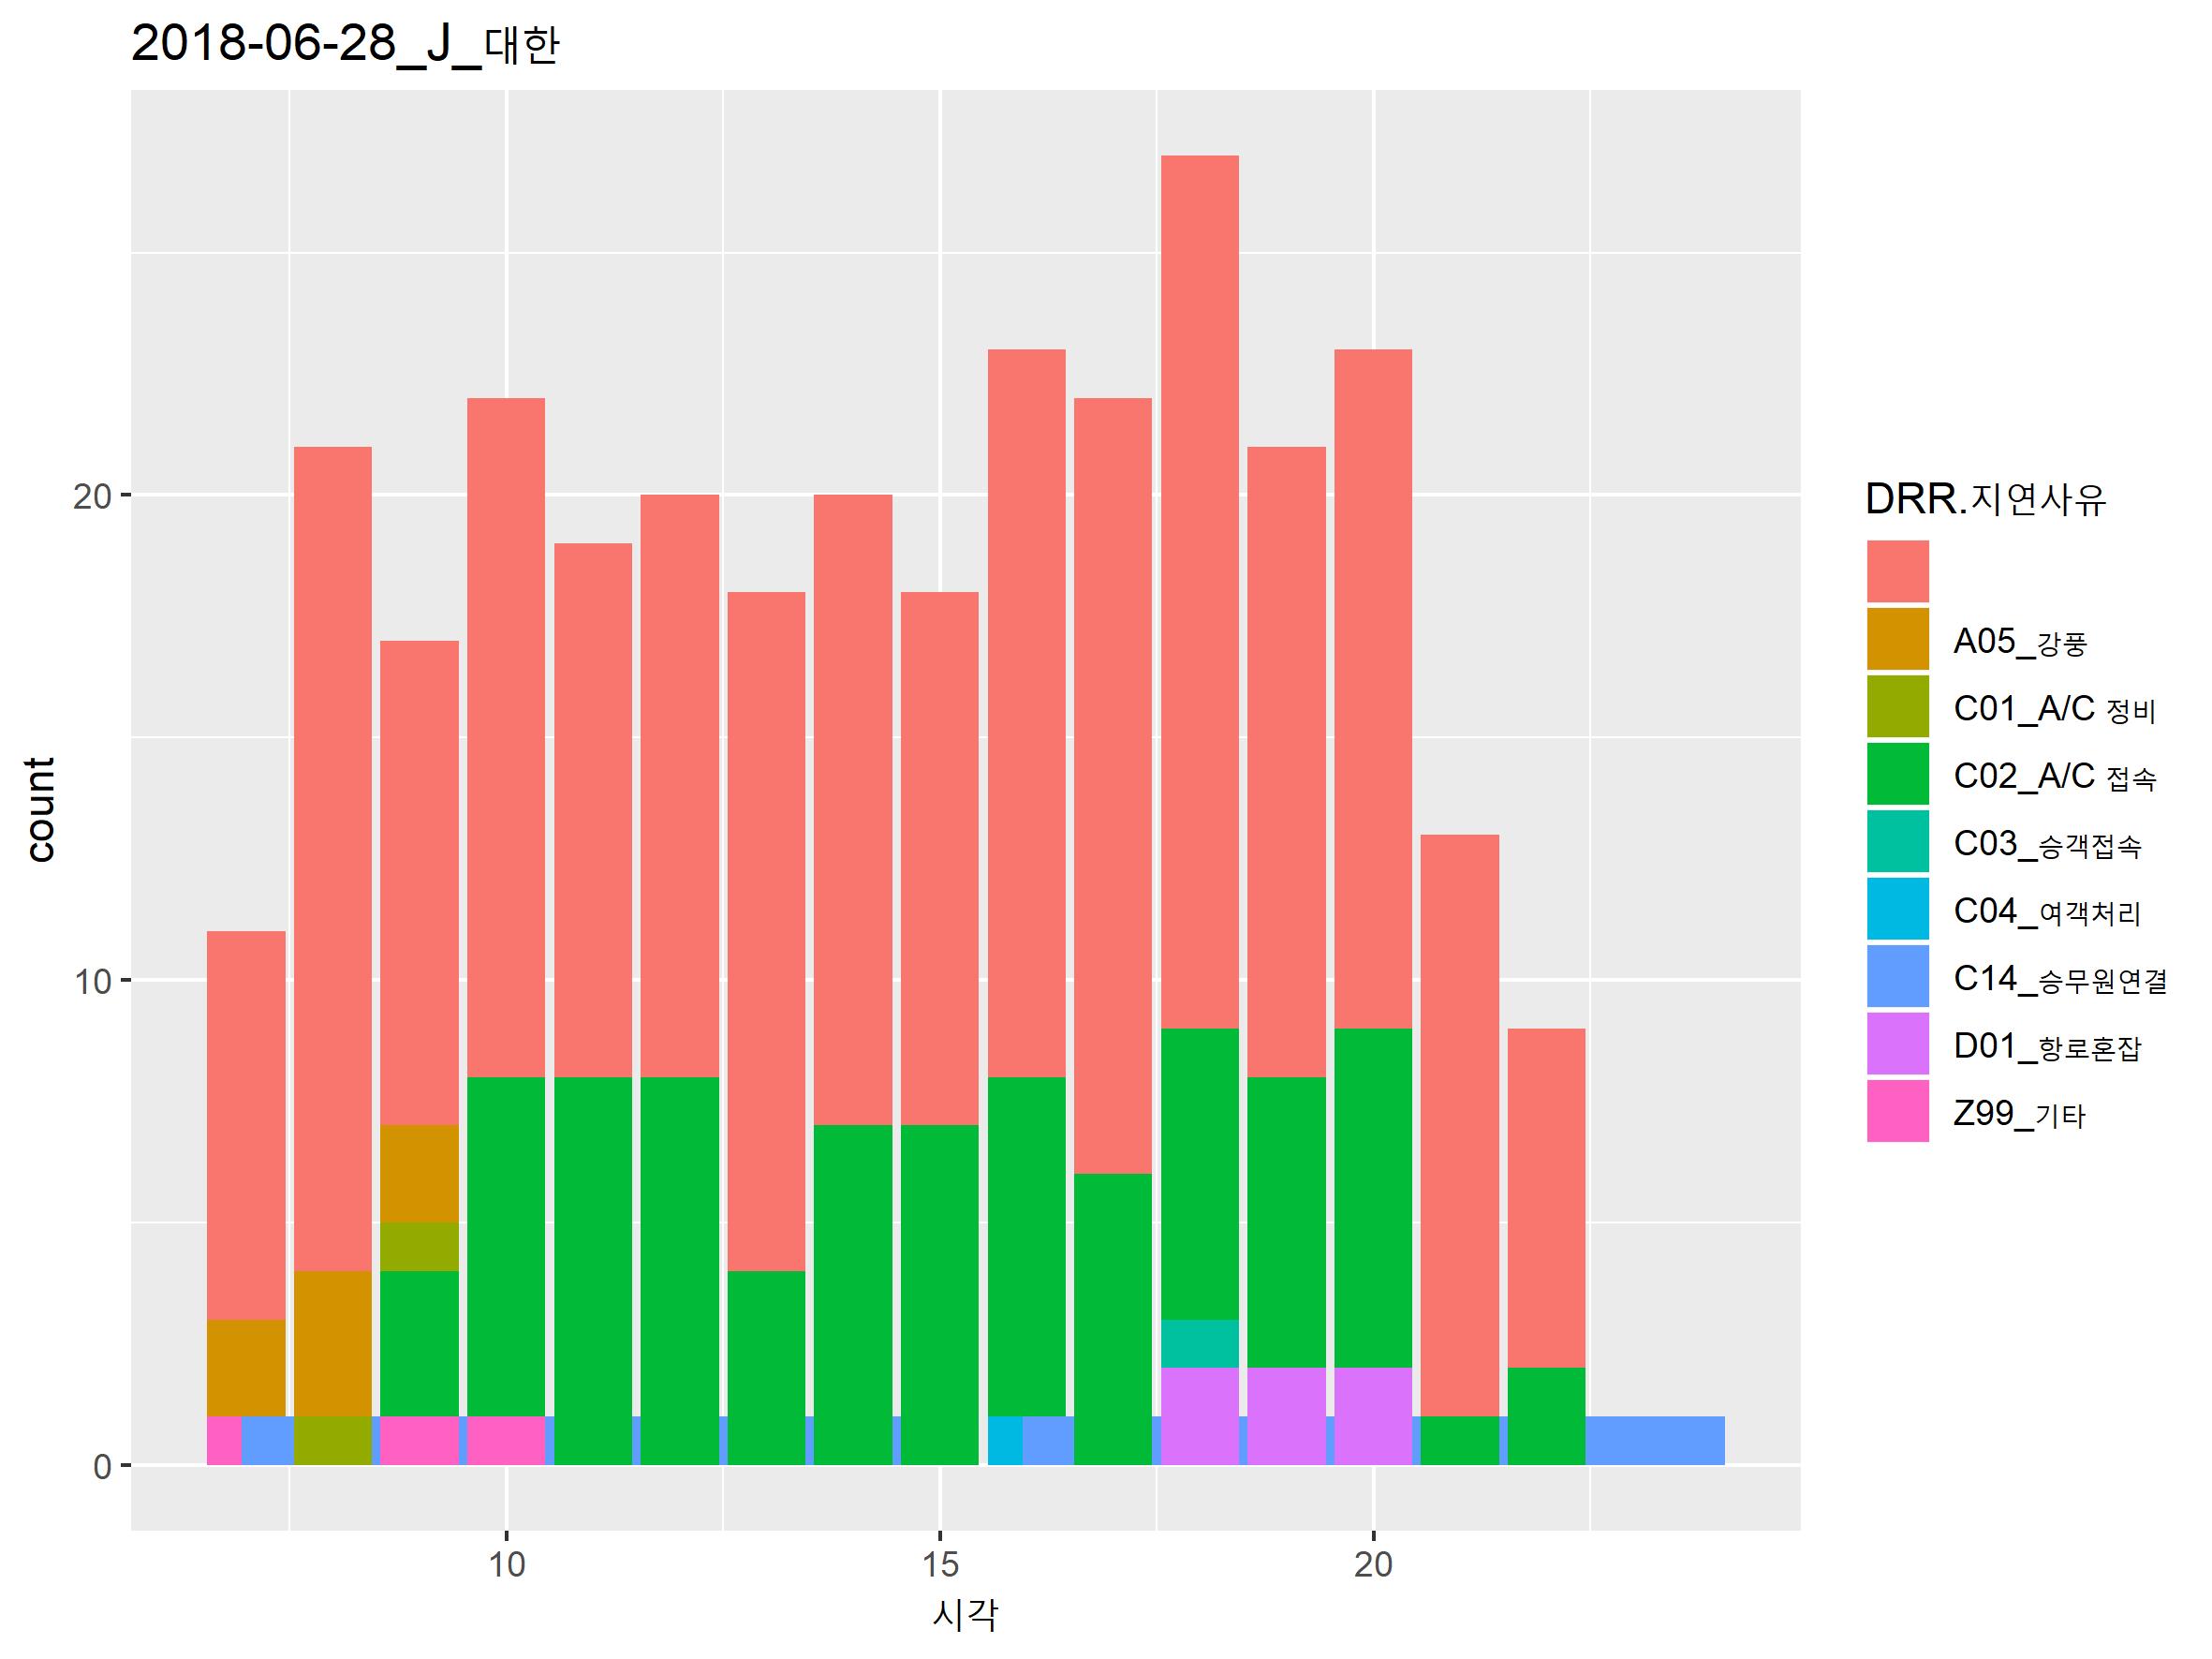 2018-06-28_J_대한
count
20
10
0
10
15
20
시각
DRR.지연사유
A05_강풍
C01_A/C 정비
C02_A/C 접속
C03_승객접속
C04_여객처리
C14_승무원연결
D01_항로혼잡
Z99_기타